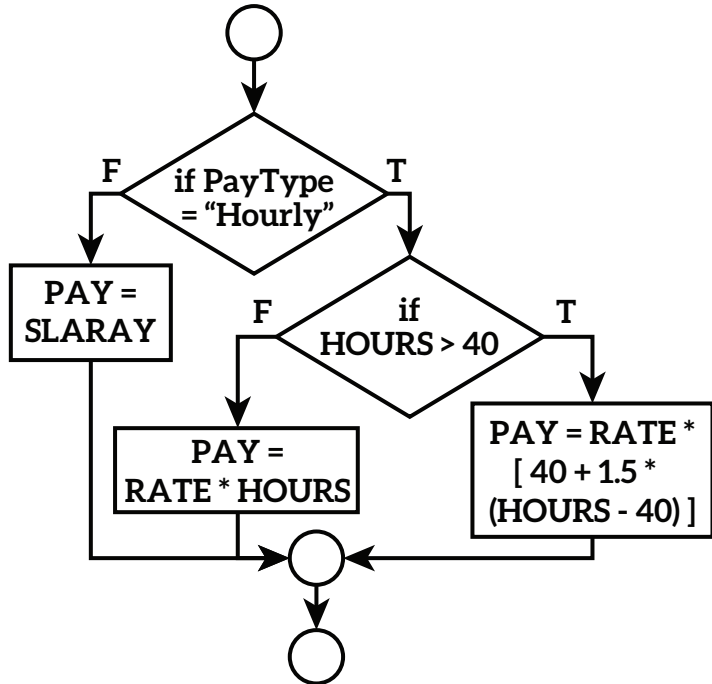 F
T
if PayType
= “Hourly”
PAY =
SLARAY
F
T
if
HOURS > 40
PAY =
RATE * HOURS
PAY = RATE *
[ 40 + 1.5 *
(HOURS - 40) ]